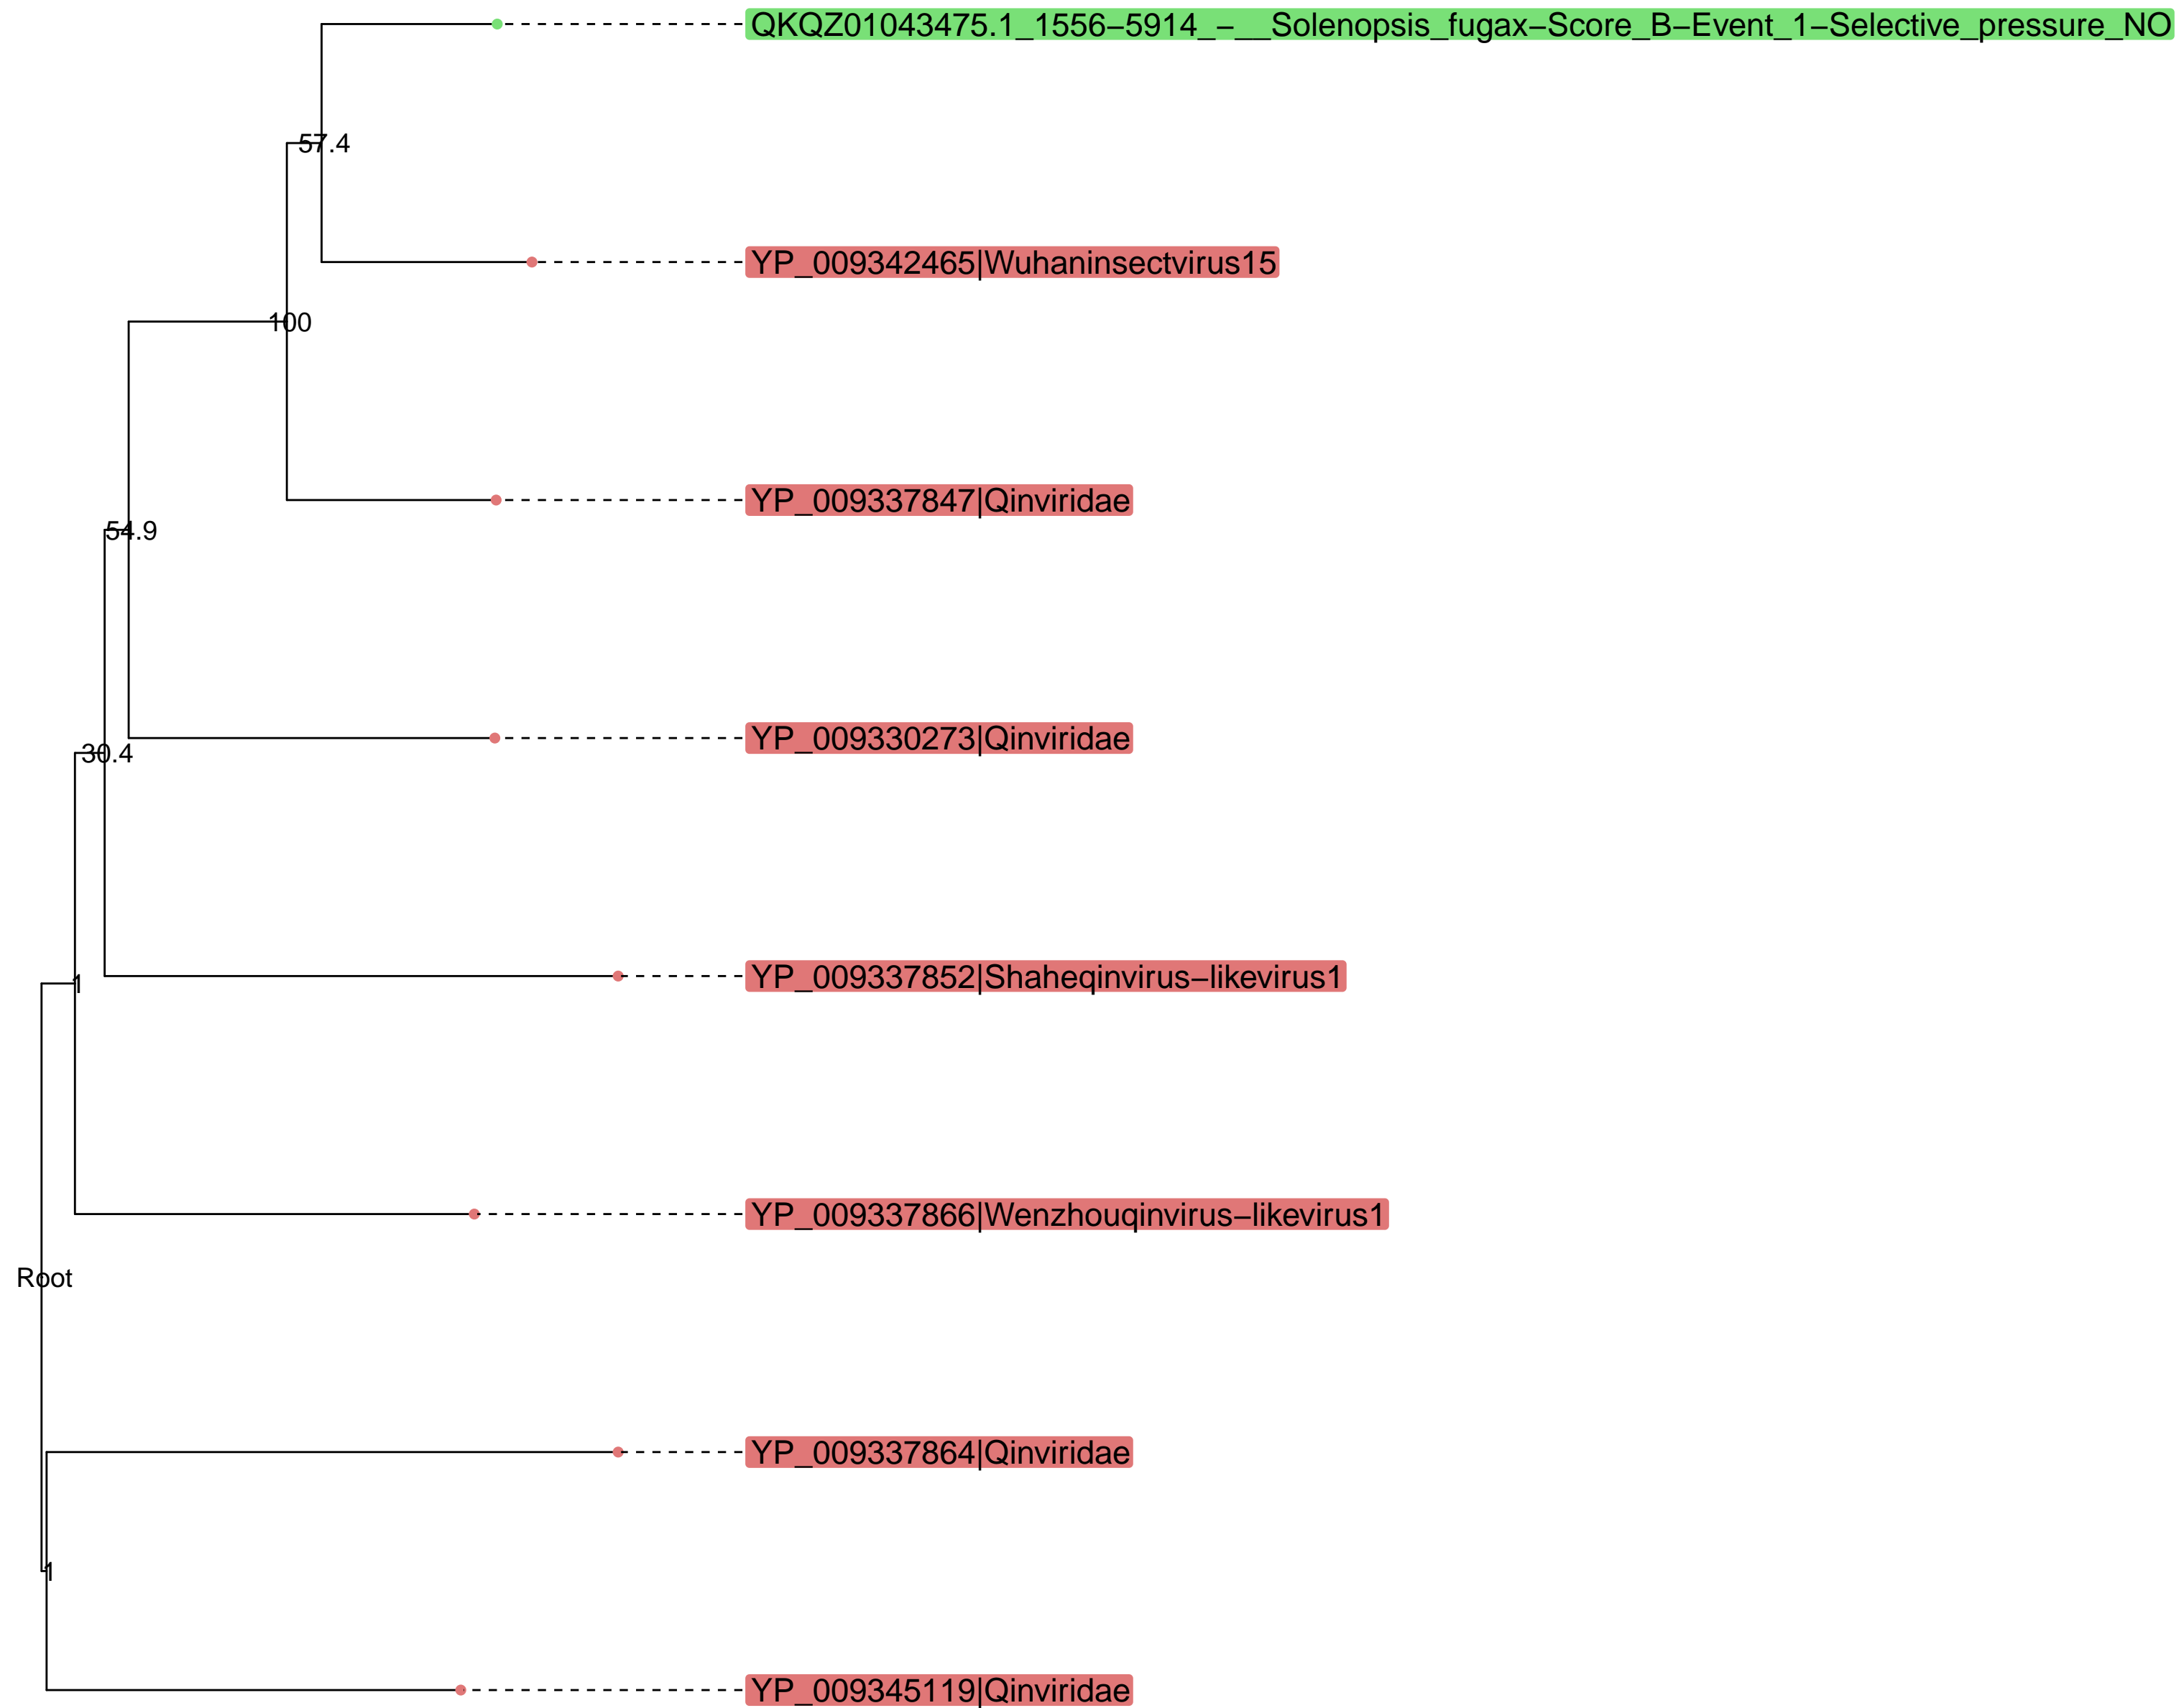 QKQZ01043475.1_1556−5914_−__Solenopsis_fugax−Score_B−Event_1−Selective_pressure_NO
57.4
YP_009342465|Wuhaninsectvirus15
100
YP_009337847|Qinviridae
54.9
YP_009330273|Qinviridae
30.4
YP_009337852|Shaheqinvirus−likevirus1
1
YP_009337866|Wenzhouqinvirus−likevirus1
Root
YP_009337864|Qinviridae
1
YP_009345119|Qinviridae